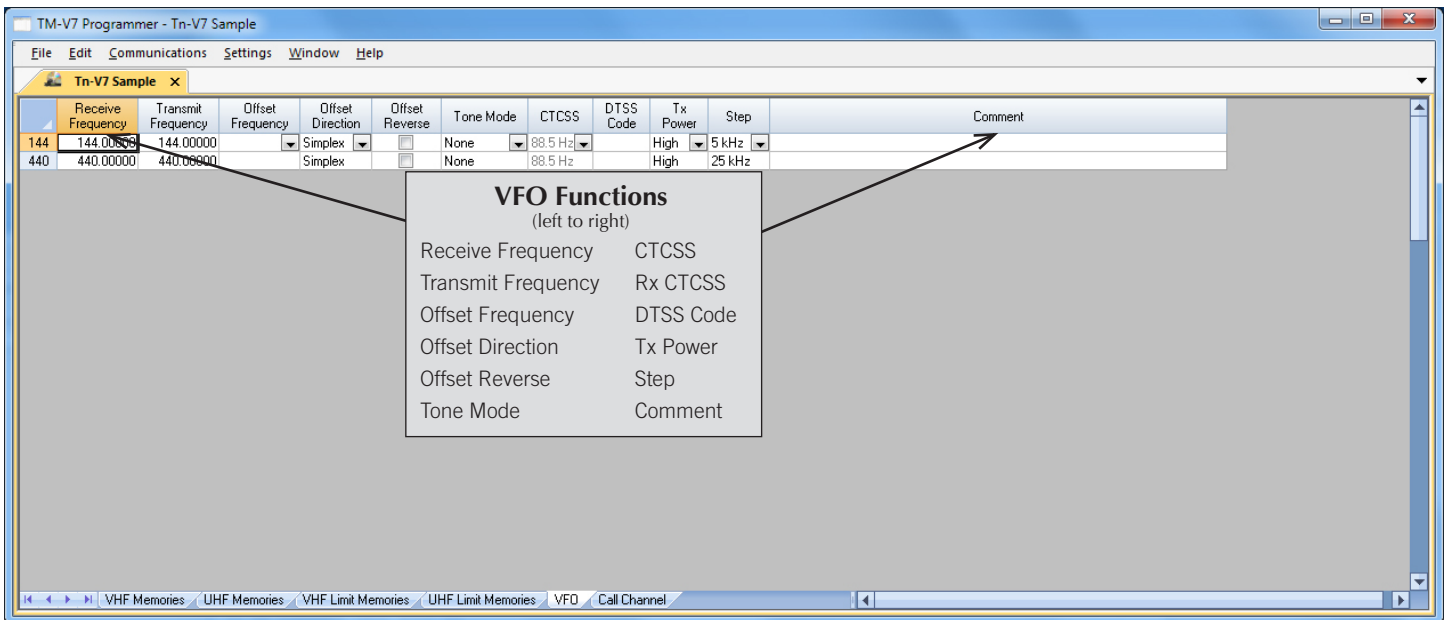 TM-V7 Programmer - Tn-V7 Sample
File Edit Communications Settings Window Help
Tn-V7 Sample X
Receive Frequency Transmit Frequency Offset Frequency Offset Direction Offset Reverse Tone Mode CTCSS DTSS Code Tx Power Step Comment
144 144.00000 144.00000 Simplex None 88.5 Hz High 5 kHz
440 440.00000 440.00000 Simplex None 88.5 Hz High 25 kHz
VFO Functions
(left to right)
Receive Frequency CTCSS
Transmit Frequency Rx CTCSS
Offset Frequency DTSS Code
Offset Direction Tx Power
Offset Reverse Step
Tone Mode Comment
VHF Memories UHF Memories VHF Limit Memories UHF Limit Memories VFO Call Channel